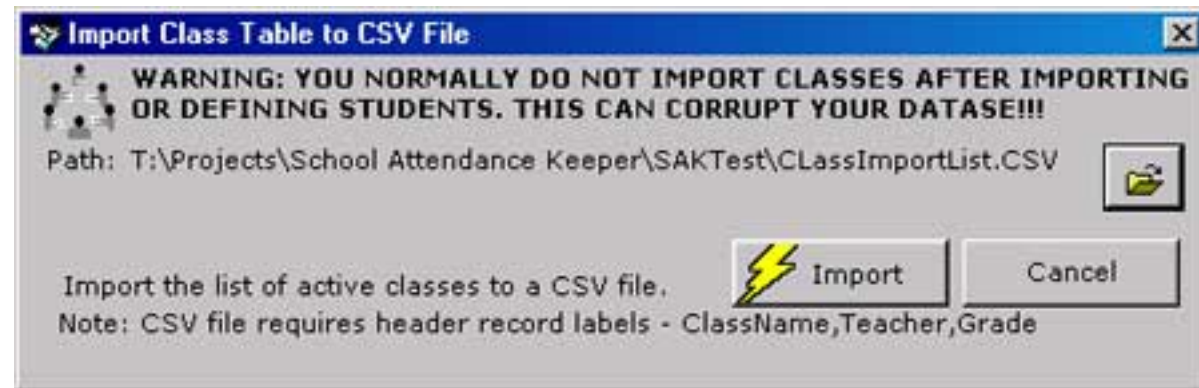 Import Class Table to CSV File
WARNING: YOU NORMALLY DO NOT IMPORT CLASSES AFTER IMPORTING
OR DEFINING STUDENTS. THIS CAN CORRUPT YOUR DATASE!!!
Path: T:\Projects\School Attendance Keeper\SAKTest\CLassImportList.CSV
Import the list of active classes to a CSV file.
Import
Cancel
Note: CSV file requires header record labels - ClassName,Teacher,Grade